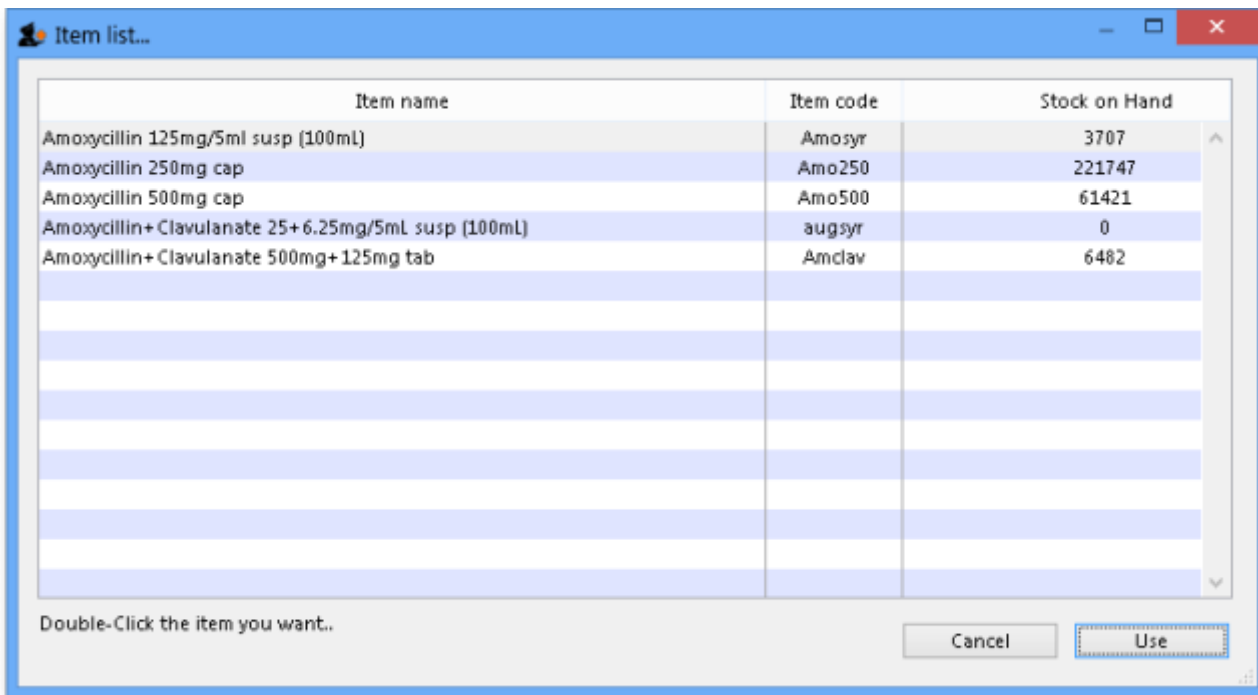 Item list...
Item name Item code Stock on Hand
Amoxycillin 125mg/5ml susp (100mL) Amosyr 3707
Amoxycillin 250mg cap Amo250 221747
Amoxycillin 500mg cap Amo500 61421
Amoxycillin+Clavulanate 25+6.25mg/5mL susp (100mL) augsyr 0
Amoxycillin+Clavulanate 500mg+125mg tab Amclav 6482
Double-Click the item you want..
Cancel Use